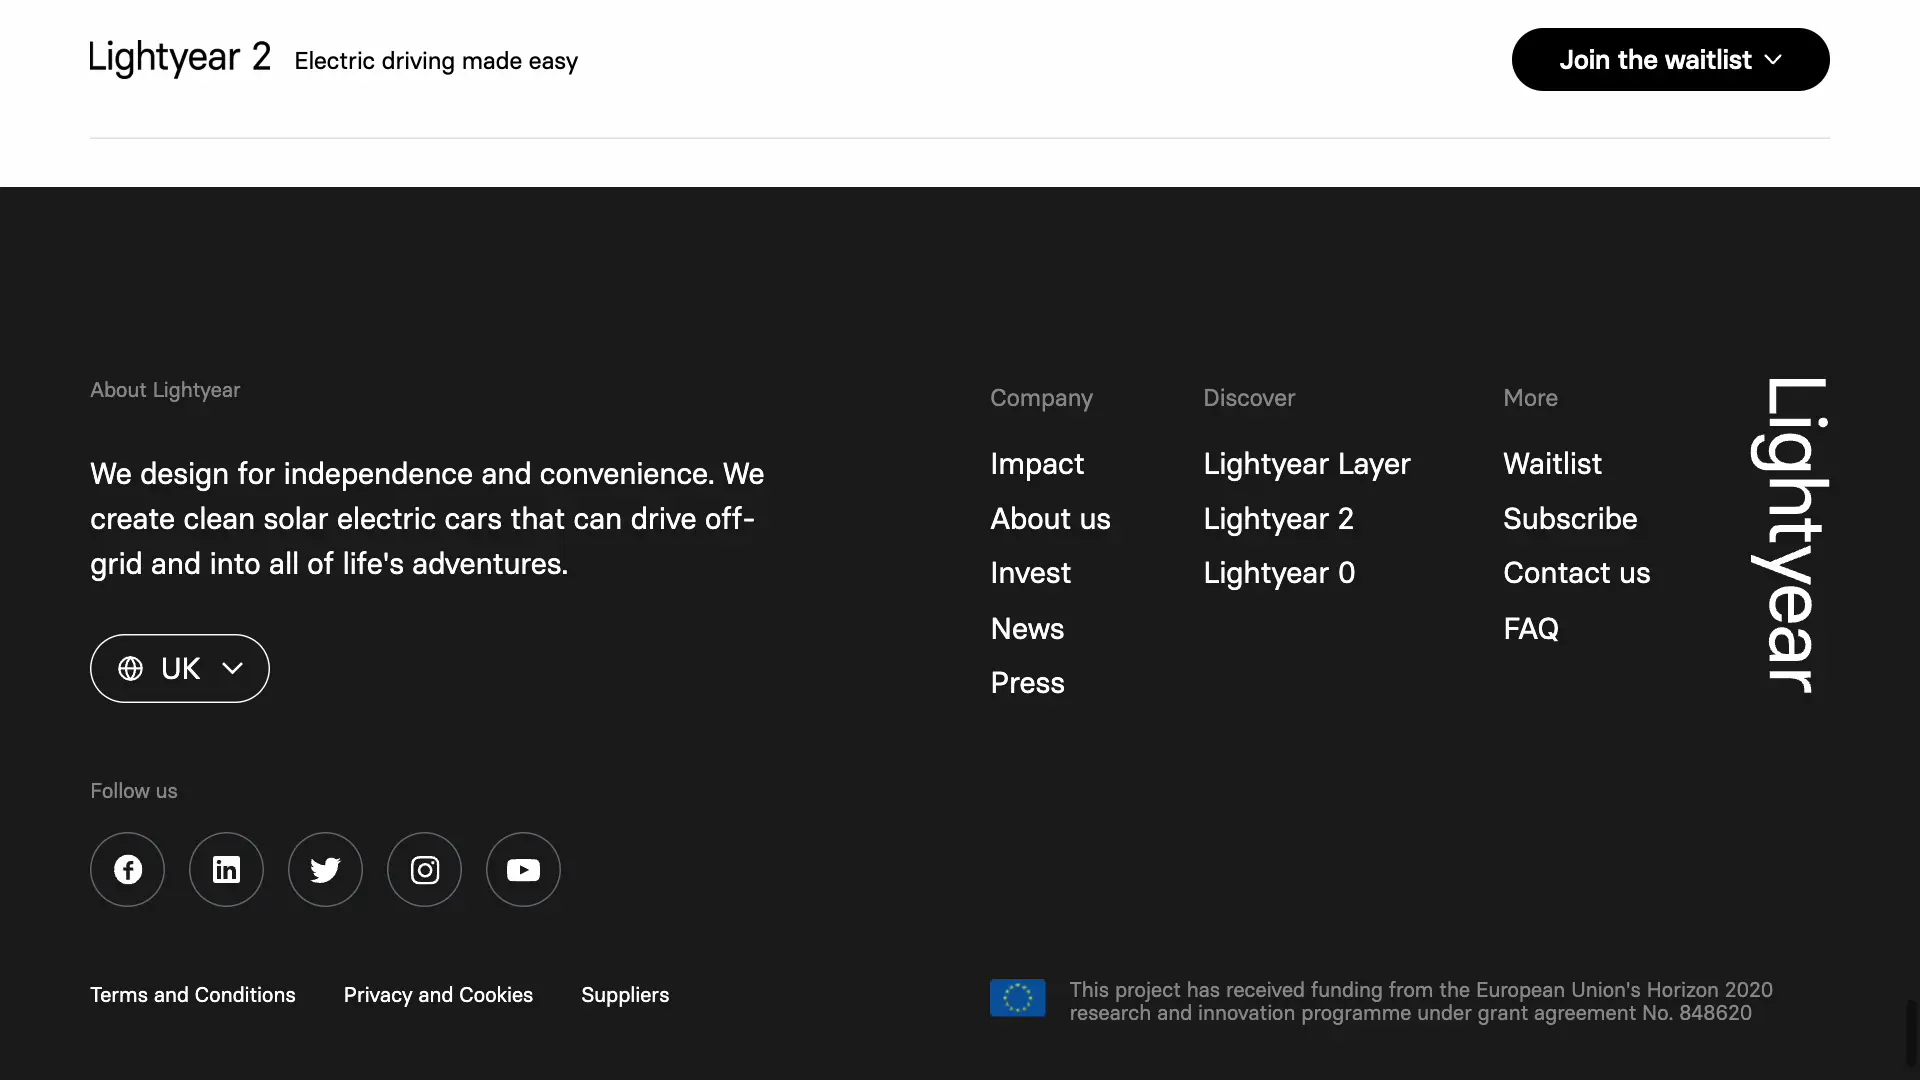 Lightyear 2
Electric driving made easy
Join the waitlist
About Lightyear
We design for independence and convenience. We
create clean solar electric cars that can drive off-
grid and into all of life's adventures.
UK
Follow us
Company
Impact
About us
Invest
News
Press
Discover
Lightyear Layer
Lightyear 2
Lightyear 0
More
Waitlist
Subscribe
Contact us
FAQ
Lightyear
Terms and Conditions
Privacy and Cookies
Suppliers
This project has received funding from the European Union's Horizon 2020
research and innovation programme under grant agreement No. 848620